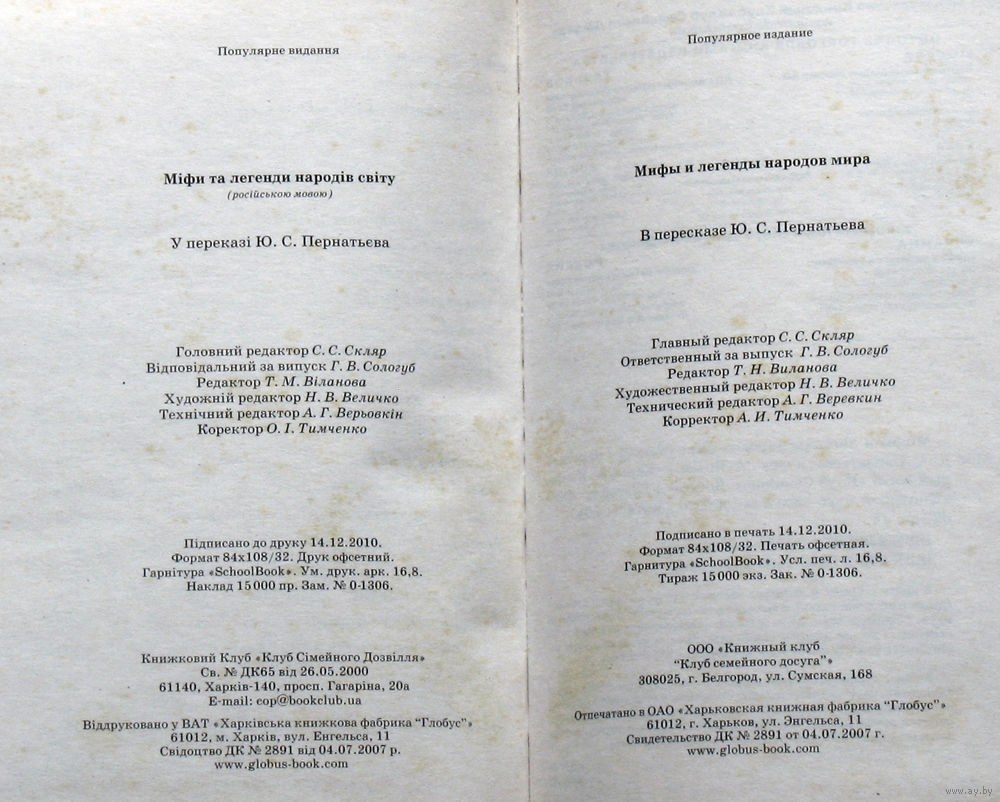 Популярне видання
Міфи та легенди народів світу
(російською мовою)
У переказі Ю. С. Пернатьєва
Головний редактор С. С. Скляр
Відповідальний за випуск Г. В. Сологуб
Редактор Т. М. Віланова
Художній редактор Н. В. Величко
Технічний редактор А. Г. Верьовкін
Коректор О. І. Тимченко
Підписано до друку 14.12.2010.
Формат 84х108/32. Друк офсетний.
Гарнітура «SchoolBook». Ум. друк. арк. 16,8.
Наклад 15 000 пр. Зам. № 0-1306.
Книжковий Клуб «Клуб Сімейного Дозвілля»
Св. № ДК65 від 26.05.2000
61140, Харків-140, просп. Гагаріна, 20а
E-mail: cop@bookclub.ua
Віддруковано у ВАТ «Харківська книжкова фабрика “Глобус”»
61012, м. Харків, вул. Енгельса, 11
Свідоцтво ДК № 2891 від 04.07.2007 р.
www.globus-book.com
Популярное издание
Мифы и легенды народов мира
В пересказе Ю. С. Пернатьева
Главный редактор С. С. Скляр
Ответственный за выпуск Г. В. Сологуб
Редактор Т. Н. Виланова
Художественный редактор Н. В. Величко
Технический редактор А. Г. Веревкин
Корректор А. И. Тимченко
Подписано в печать 14.12.2010.
Формат 84х108/32. Печать офсетная.
Гарнитура «SchoolBook». Усл. печ. л. 16,8.
Тираж 15 000 экз. Зак. № 0-1306.
ООО «Книжный клуб
“Клуб семейного досуга”»
308025, г. Белгород, ул. Сумская, 168
Отпечатано в ОАО «Харьковская книжная фабрика “Глобус”»
61012, г. Харьков, ул. Энгельса, 11
Свидетельство ДК № 2891 от 04.07.2007 г.
www.globus-book.com
www.ay.by